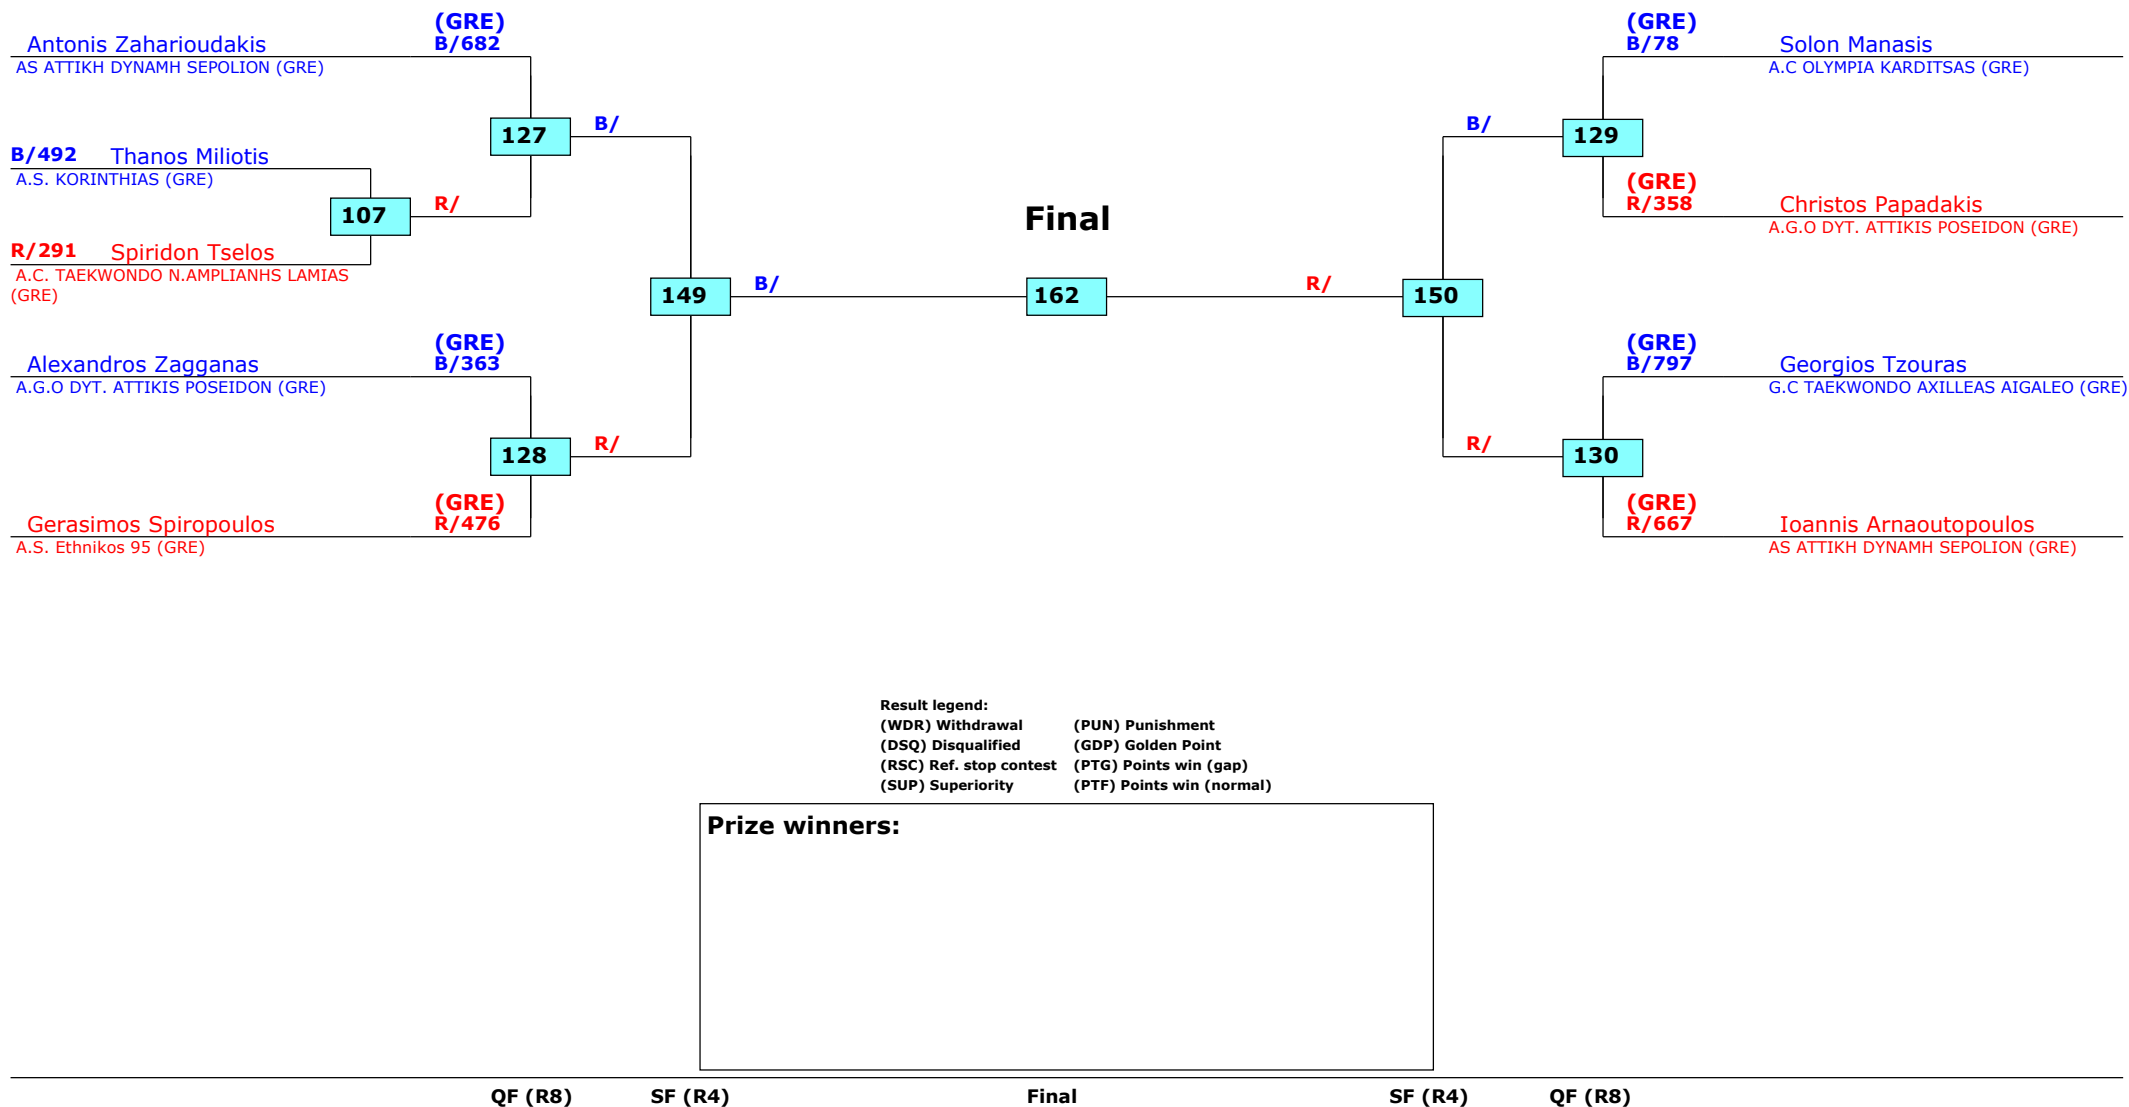 (GRE)
Antonis Zaharioudakis B/682
AS ATTIKH DYNAMH SEPOLION (GRE)
127
B/
B/492 Thanos Miliotis
A.S. KORINTHIAS (GRE)
107
R/
R/291 Spiridon Tselos
A.C. TAEKWONDO N.AMPLIANHS LAMIAS
(GRE)
149
B/
(GRE)
Alexandros Zagganas B/363
A.G.O DYT. ATTIKIS POSEIDON (GRE)
128
R/
(GRE)
Gerasimos Spiropoulos R/476
A.S. Ethnikos 95 (GRE)
Final
162
(GRE)
B/78 Solon Manasis
A.C OLYMPIA KARDITSAS (GRE)
B/
129
(GRE)
R/358 Christos Papadakis
A.G.O DYT. ATTIKIS POSEIDON (GRE)
R/
150
(GRE)
B/797 Georgios Tzouras
G.C TAEKWONDO AXILLEAS AIGALEO (GRE)
R/
130
(GRE)
R/667 Ioannis Arnaoutopoulos
AS ATTIKH DYNAMH SEPOLION (GRE)
Result legend:
(WDR) Withdrawal (PUN) Punishment
(DSQ) Disqualified (GDP) Golden Point
(RSC) Ref. stop contest (PTG) Points win (gap)
(SUP) Superiority (PTF) Points win (normal)
Prize winners:
QF (R8) SF (R4) Final SF (R4) QF (R8)